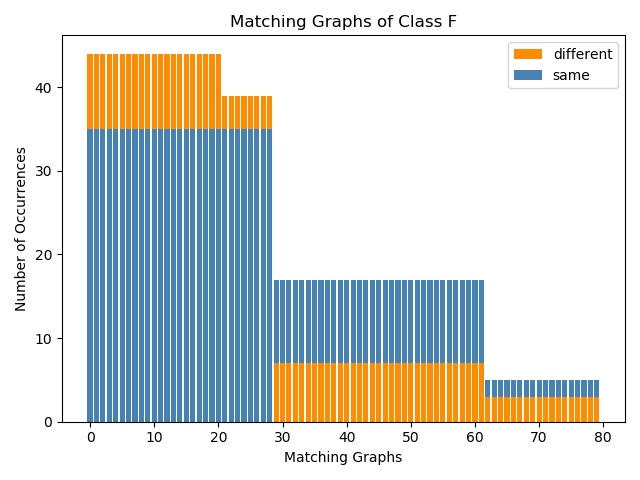 Matching Graphs of Class F
different
same
Number of Occurrences
40
30
20
10
0
0 10 20 30 40 50 60 70 80
Matching Graphs